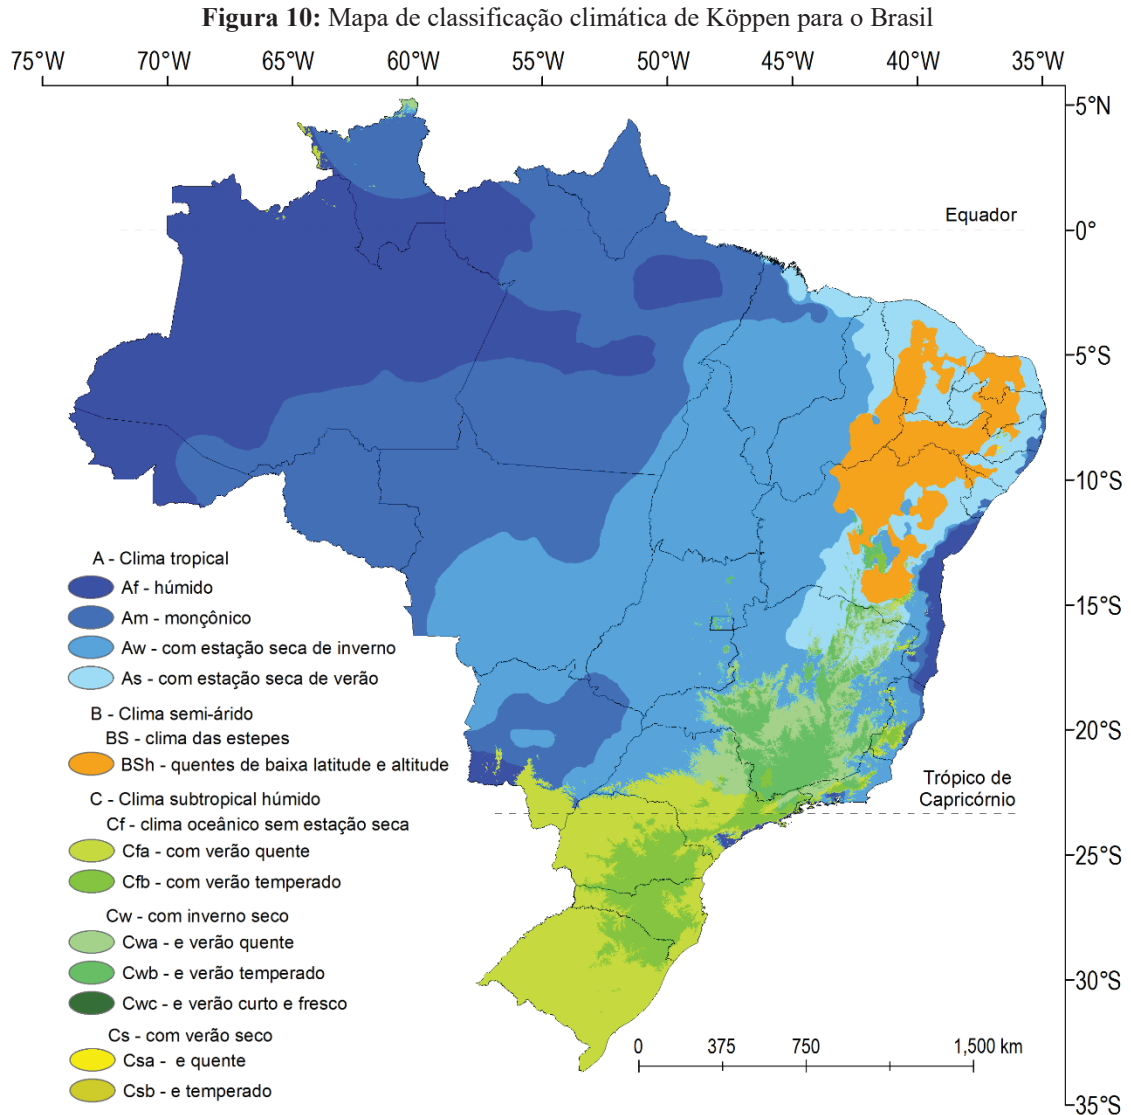 Figura 10: Mapa de classificação climática de Köppen para o Brasil
75°W 70°W 65°W 60°W 55°W 50°W 45°W 40°W 35°W
5°N
Equador
0°
5°S
10°S
A - Clima tropical
Af - húmido
Am - monçônico
15°S
Aw - com estação seca de inverno
As - com estação seca de verão
B - Clima semi-árido
20°S
BS - clima das estepes
BSh - quentes de baixa latitude e altitude
Trópico de
Capricórnio
C - Clima subtropical húmido
Cf - clima oceânico sem estação seca
Cfa - com verão quente
25°S
Cfb - com verão temperado
Cw - com inverno seco
Cwa - e verão quente
Cwb - e verão temperado
30°S
Cwc - e verão curto e fresco
Cs - com verão seco
0 375 750 1,500 km
Csa - e quente
Csb - e temperado
35°S